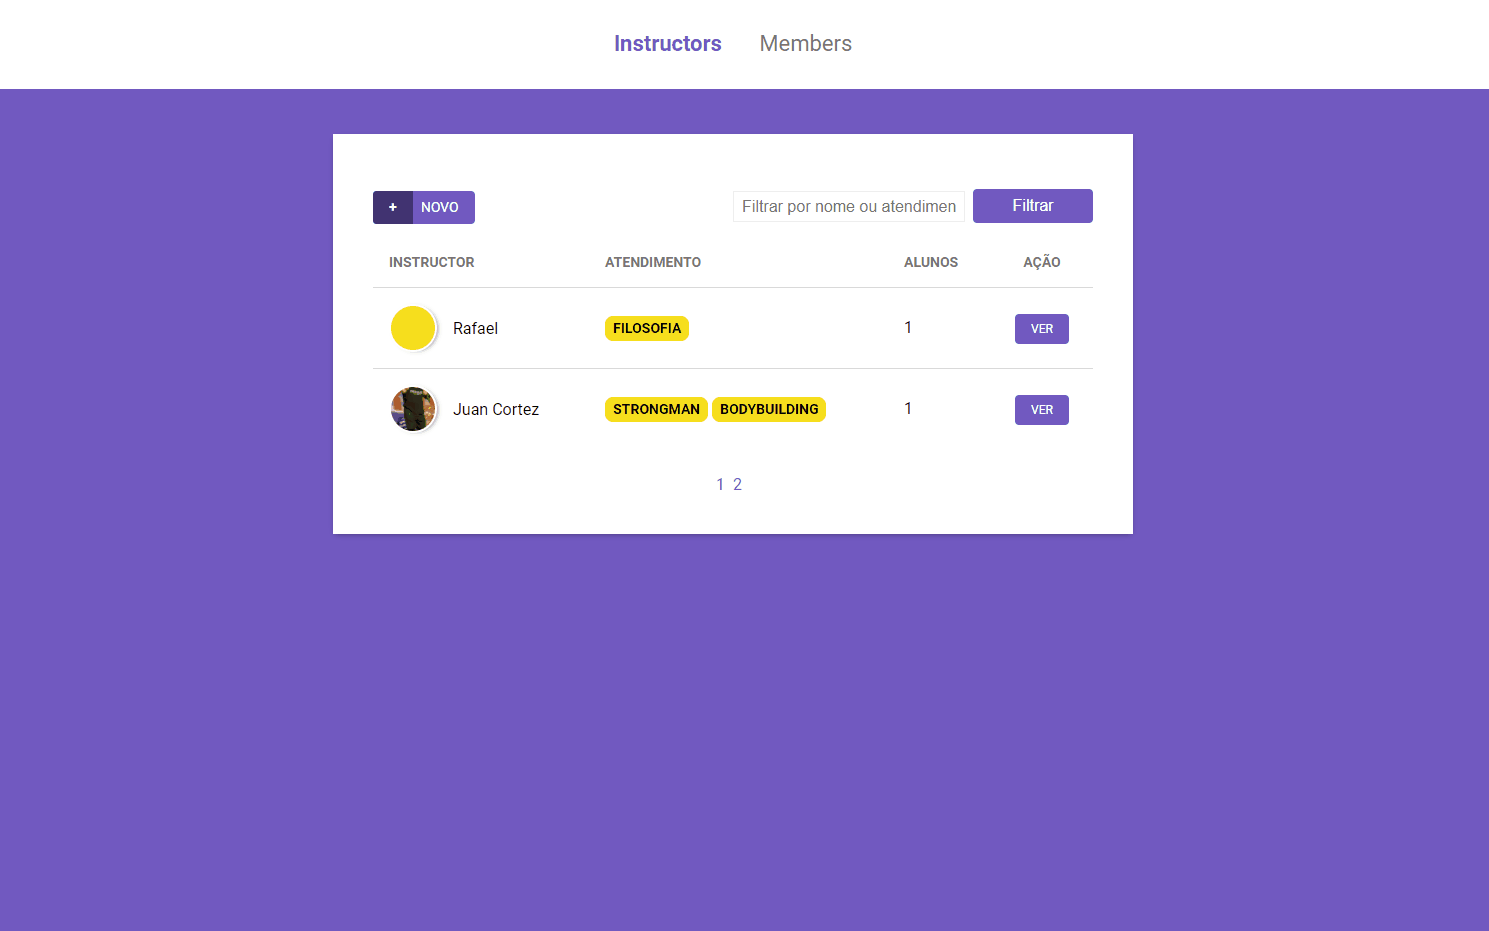 Instructors Members
+ NOVO Filtrar por nome ou atendimen Filtrar
INSTRUCTOR ATENDIMENTO ALUNOS AÇÃO
Rafael FILOSOFIA 1 VER
Juan Cortez STRONGMAN BODYBUILDING 1 VER
1 2